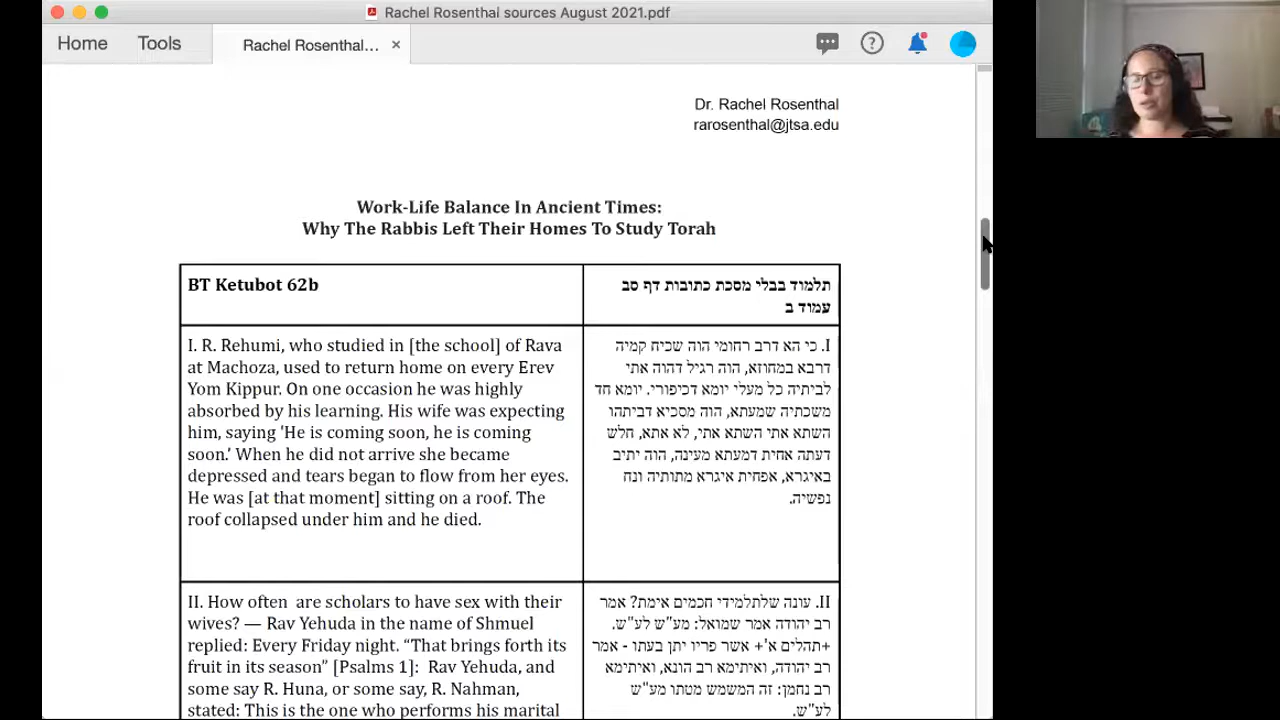 Rachel Rosenthal sources August 2021.pdf
Home Tools Rachel Rosenthal... ×
Dr. Rachel Rosenthal
rarosenthal@jtsa.edu
Work-Life Balance In Ancient Times:
Why The Rabbis Left Their Homes To Study Torah
BT Ketubot 62b
תלמוד בבלי מסכת כתובות דף סב
עמוד ב
I. R. Rehumi, who studied in [the school] of Rava
at Machoza, used to return home on every Erev
Yom Kippur. On one occasion he was highly
absorbed by his learning. His wife was expecting
him, saying 'He is coming soon, he is coming
soon.' When he did not arrive she became
depressed and tears began to flow from her eyes.
He was [at that moment] sitting on a roof. The
roof collapsed under him and he died.
I. כי הא דרב רחומי הוה שכיח קמיה
דרבא במחוזא, הוה רגיל דהוה אתי
לביתיה כל מעלי יומא דכיפורי. יומא חד
משכתיה שמעתא, הוה מסכיא דביתהו
השתא אתי השתא אתי, לא אתא, חלש
דעתה אחית דמעתא מעינה, הוה יתיב
באיגרא, אפחית איגרא מתותיה ונח
נפשיה.
II. How often are scholars to have sex with their
wives? — Rav Yehuda in the name of Shmuel
replied: Every Friday night. “That brings forth its
fruit in its season” [Psalms 1]: Rav Yehuda, and
some say R. Huna, or some say, R. Nahman,
stated: This is the one who performs his marital
II. עונה שלתלמידי חכמים אימת? אמר
רב יהודה אמר שמואל: מע"ש לע"ש.
+תהלים א'+ אשר פריו יתן בעתו - אמר
רב יהודה, ואיתימא רב הונא, ואיתימא
רב נחמן: זה המשמש מטתו מע"ש
לע"ש.